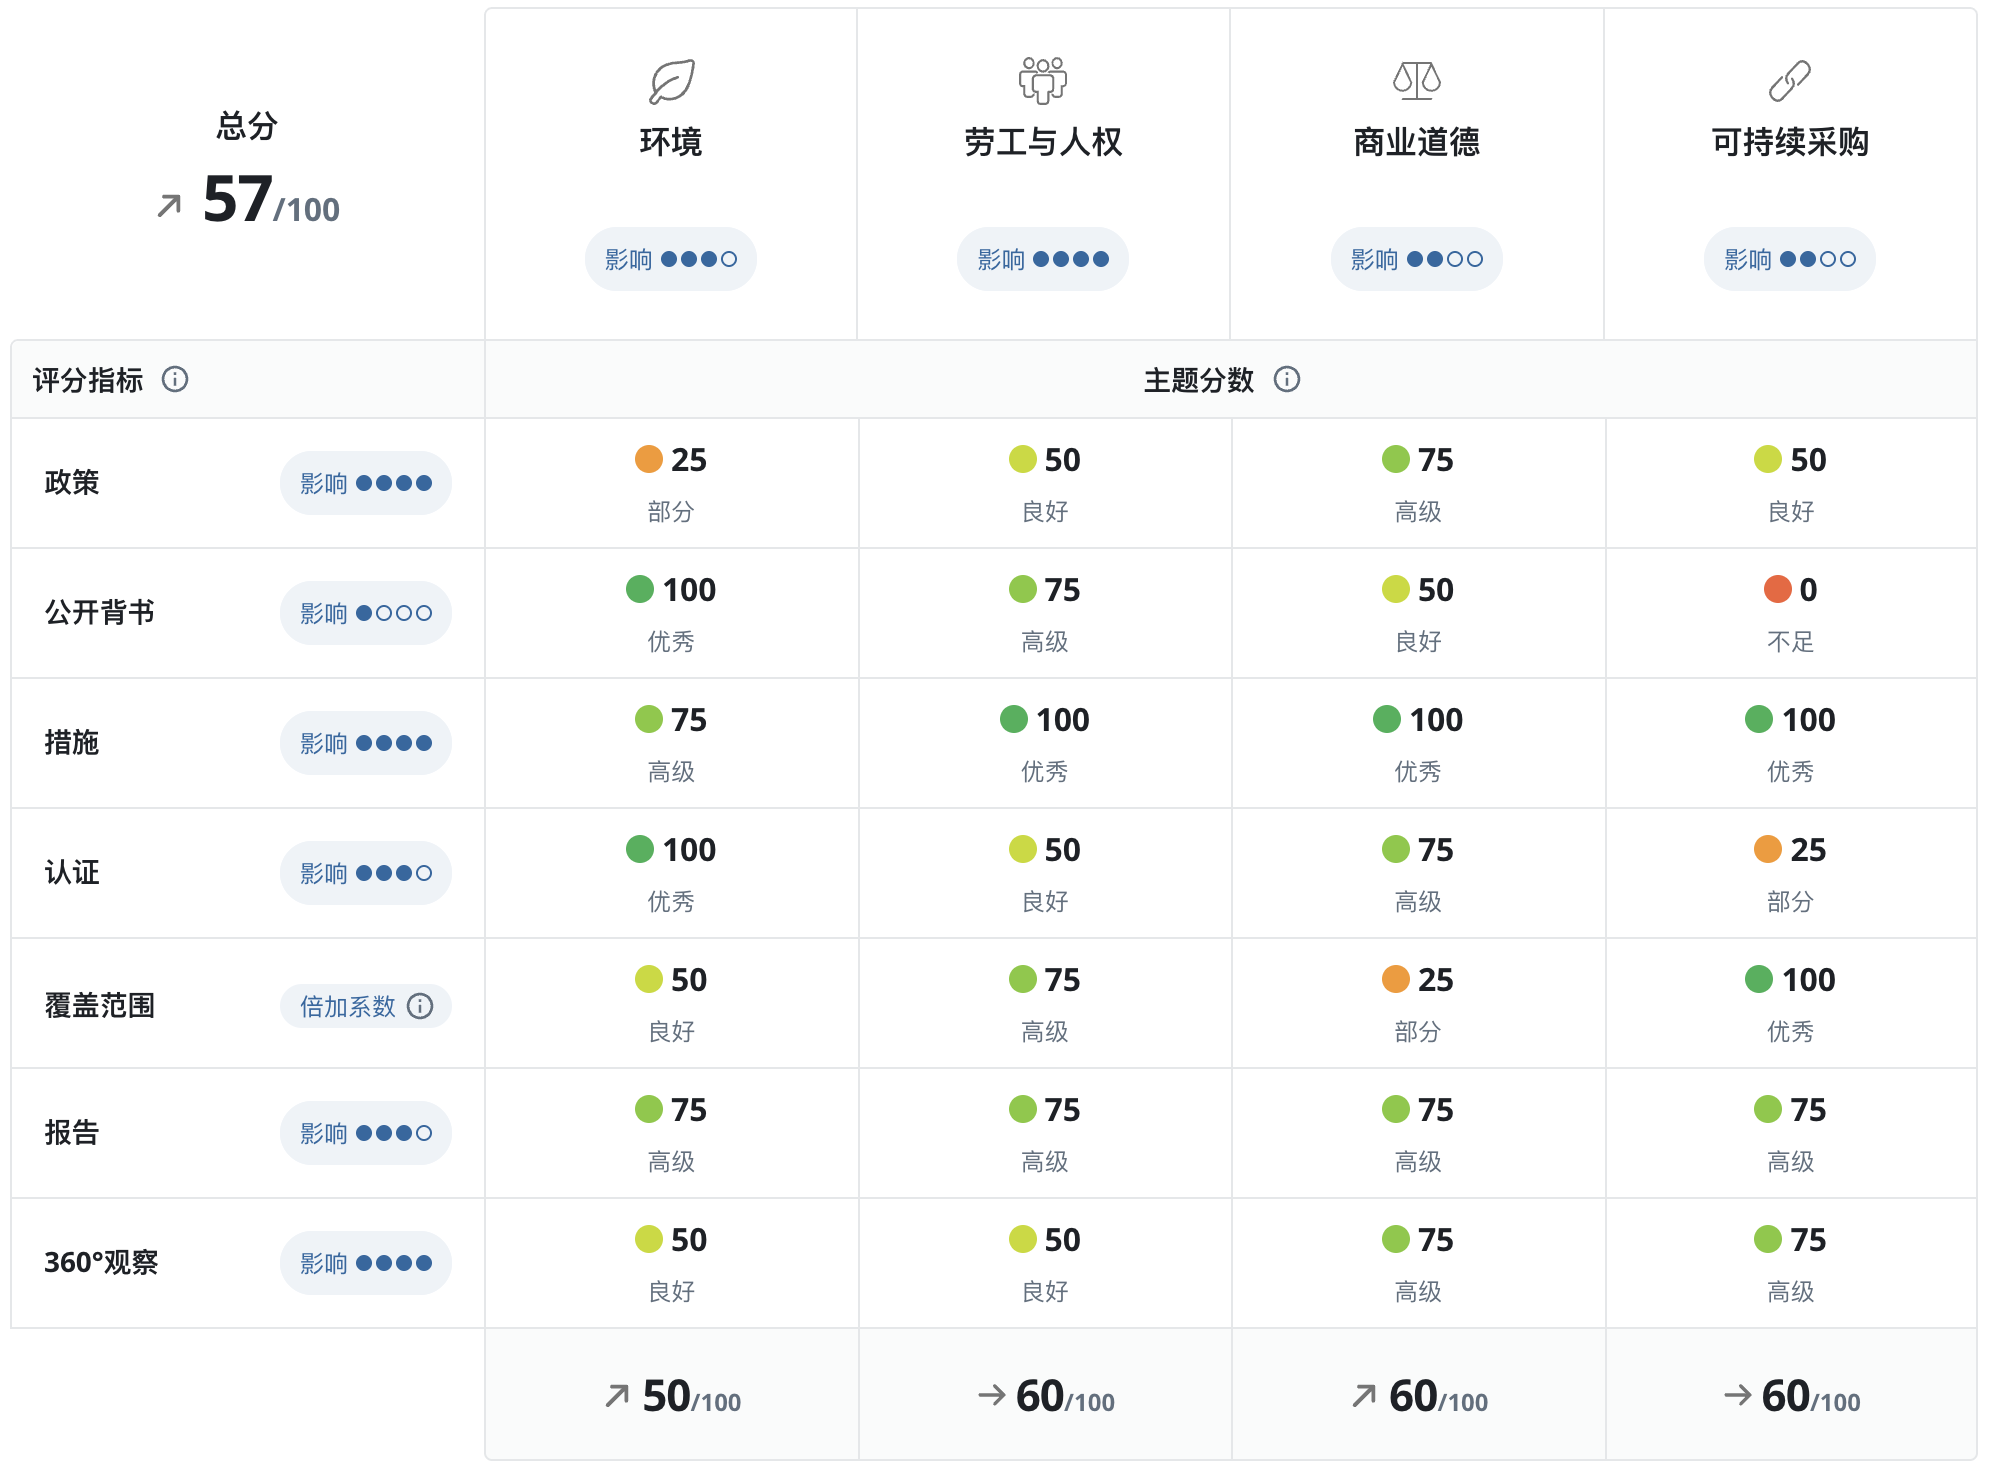 总分
57/100
环境
劳工与人权
商业道德
可持续采购
影响
影响
影响
影响
评分指标
主题分数
政策 影响
25
50
75
50
部分
良好
高级
良好
公开背书 影响
100
75
50
0
优秀
高级
良好
不足
措施 影响
75
100
100
100
高级
优秀
优秀
优秀
认证 影响
100
50
75
25
优秀
良好
高级
部分
覆盖范围 倍加系数
50
75
25
100
良好
高级
部分
优秀
报告 影响
75
75
75
75
高级
高级
高级
高级
360°观察 影响
50
50
75
75
良好
良好
高级
高级
50/100
60/100
60/100
60/100